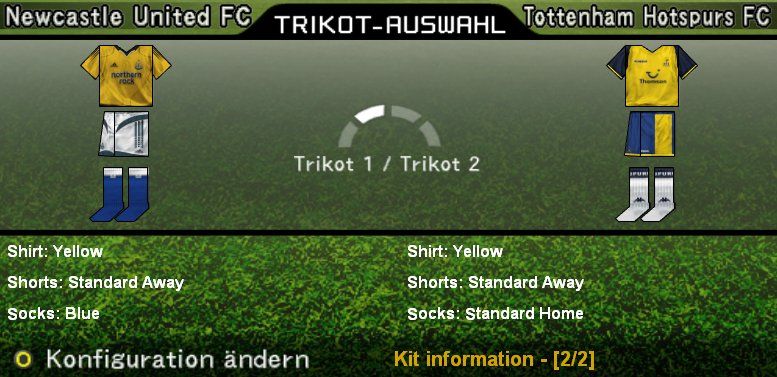 Newcastle United FC
TRIKOT-AUSWAHL
Tottenham Hotspurs FC
northern rock
Thomson
Trikot 1 / Trikot 2
Shirt: Yellow
Shirt: Yellow
Shorts: Standard Away
Shorts: Standard Away
Socks: Blue
Socks: Standard Home
Konfiguration ändern
Kit information - [2/2]